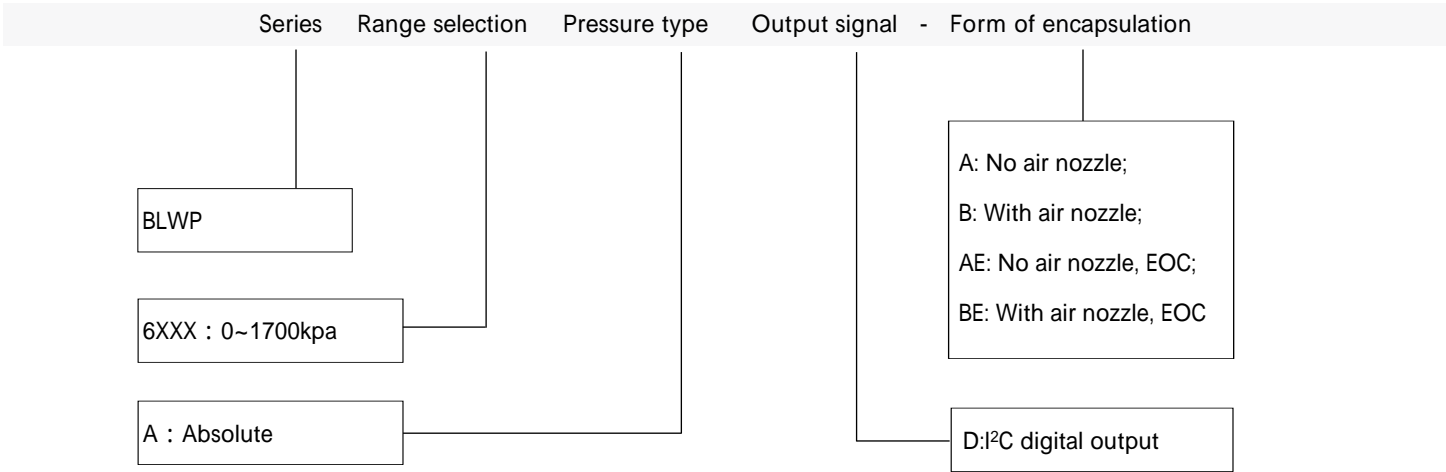 Series Range selection Pressure type Output signal - Form of encapsulation
BLWP
6XXX：0~1700kpa
A：Absolute
A: No air nozzle;
B: With air nozzle;
AE: No air nozzle, EOC;
BE: With air nozzle, EOC
D:I²C digital output